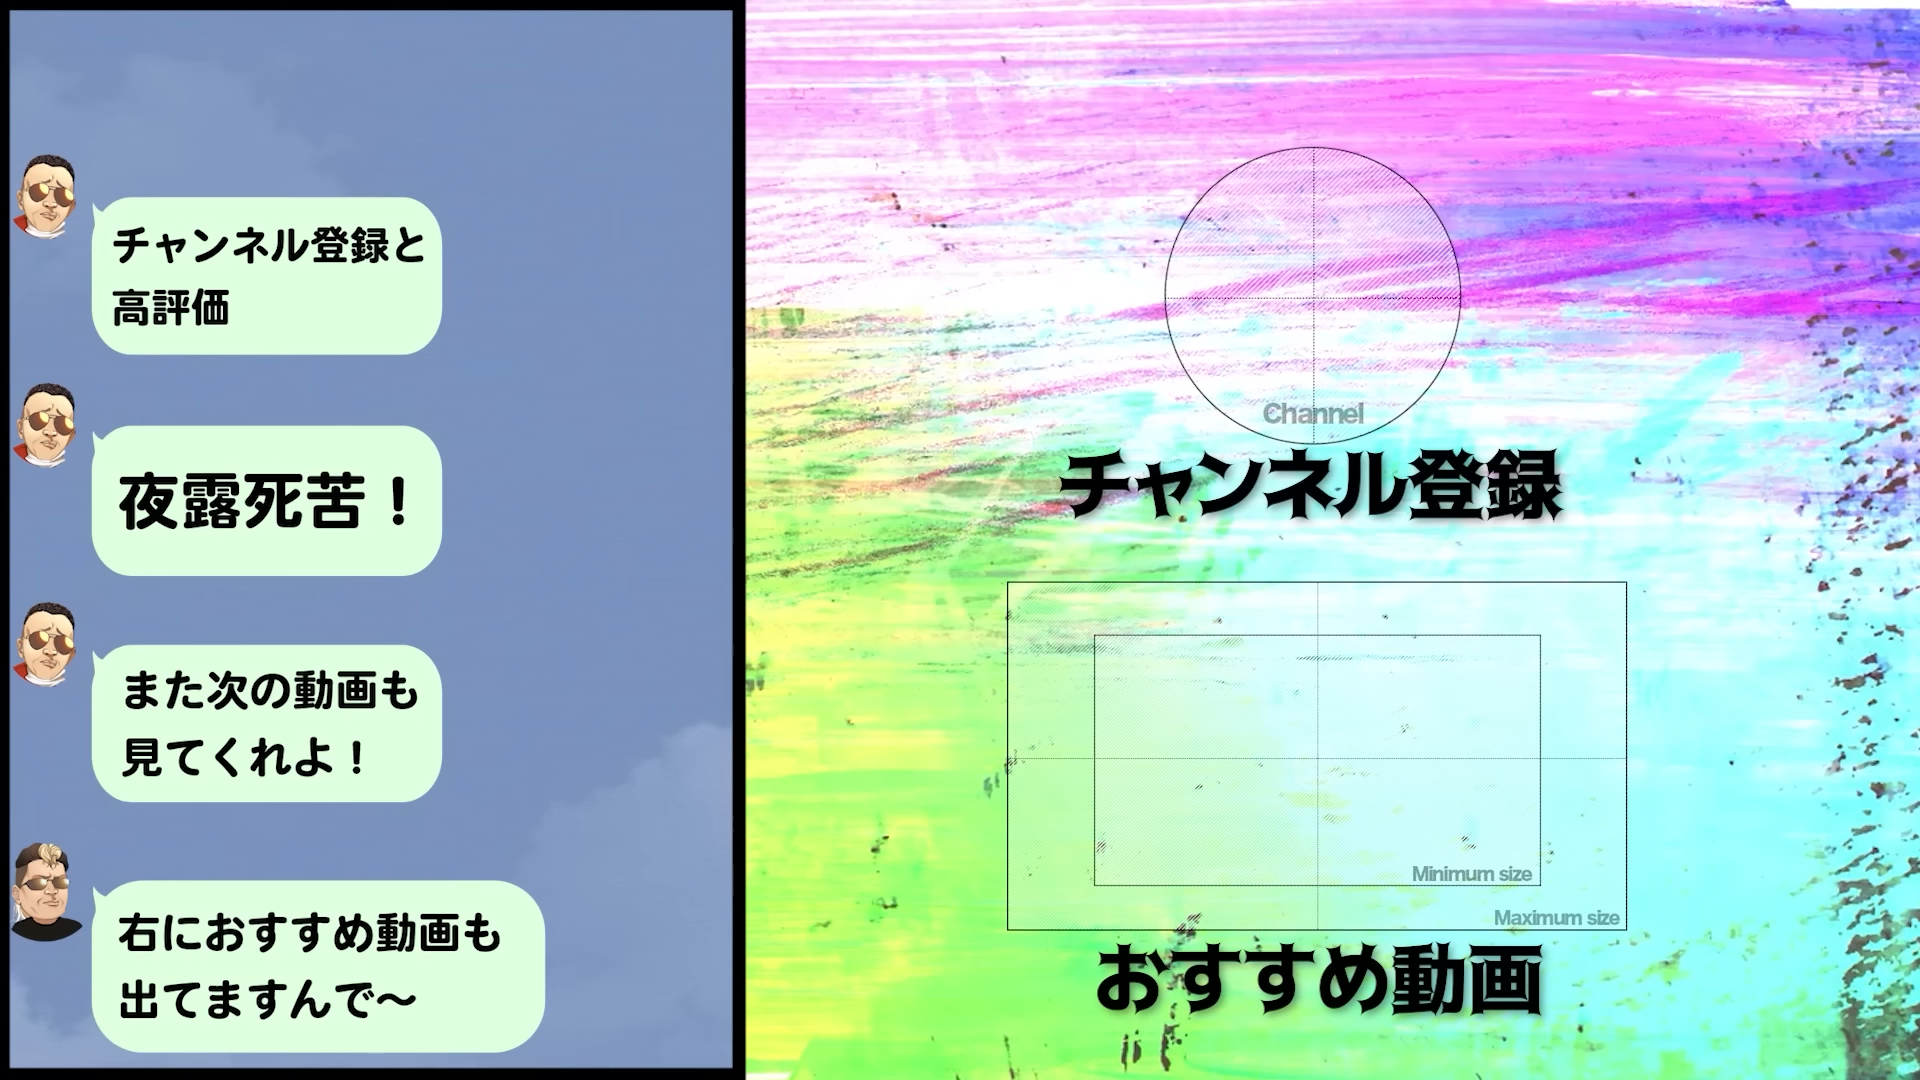 チャンネル登録と
高評価
夜露死苦！
また次の動画も
見てくれよ！
右におすすめ動画も
出てますんで〜
Channel
チャンネル登録
Minimum size
Maximum size
おすすめ動画